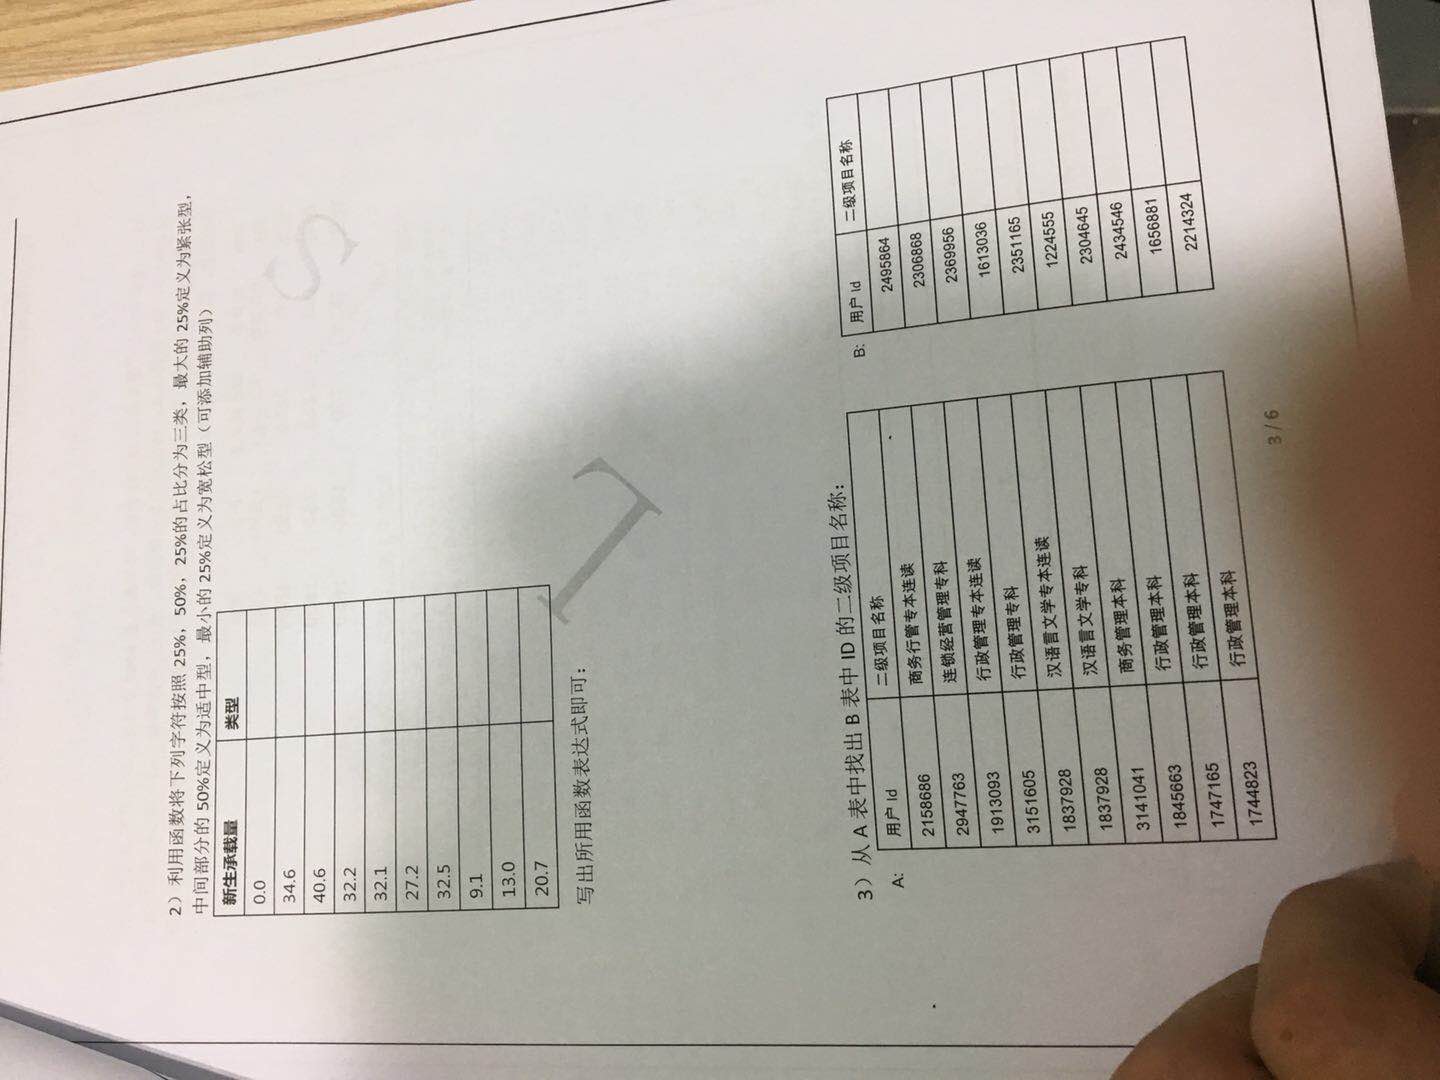 2）利用函数将下列字符按照 25%，50%，25%的占比分为三类，最大的 25%定义为紧张型，
中间部分的 50%定义为适中型，最小的 25%定义为宽松型（可添加辅助列）
新生承载量 类型
0.0
34.6
40.6
32.2
32.1
27.2
32.5
9.1
13.0
20.7
写出所用函数表达式即可：
3）从 A 表中找出 B 表中 ID 的二级项目名称：
A:
用户 Id 二级项目名称
2158686 商务行管专本连读
2947763 连锁经营管理专科
1913093 行政管理专本连读
3151605 行政管理专科
1837928 汉语言文学专本连读
1837928 汉语言文学专科
3141041 商务管理本科
1845663 行政管理本科
1747165 行政管理本科
1744823 行政管理本科
B:
用户 Id 二级项目名称
2495864
2306868
2369956
1613036
2351165
1224555
2304645
2434546
1656881
2214324
3 / 6
L
S